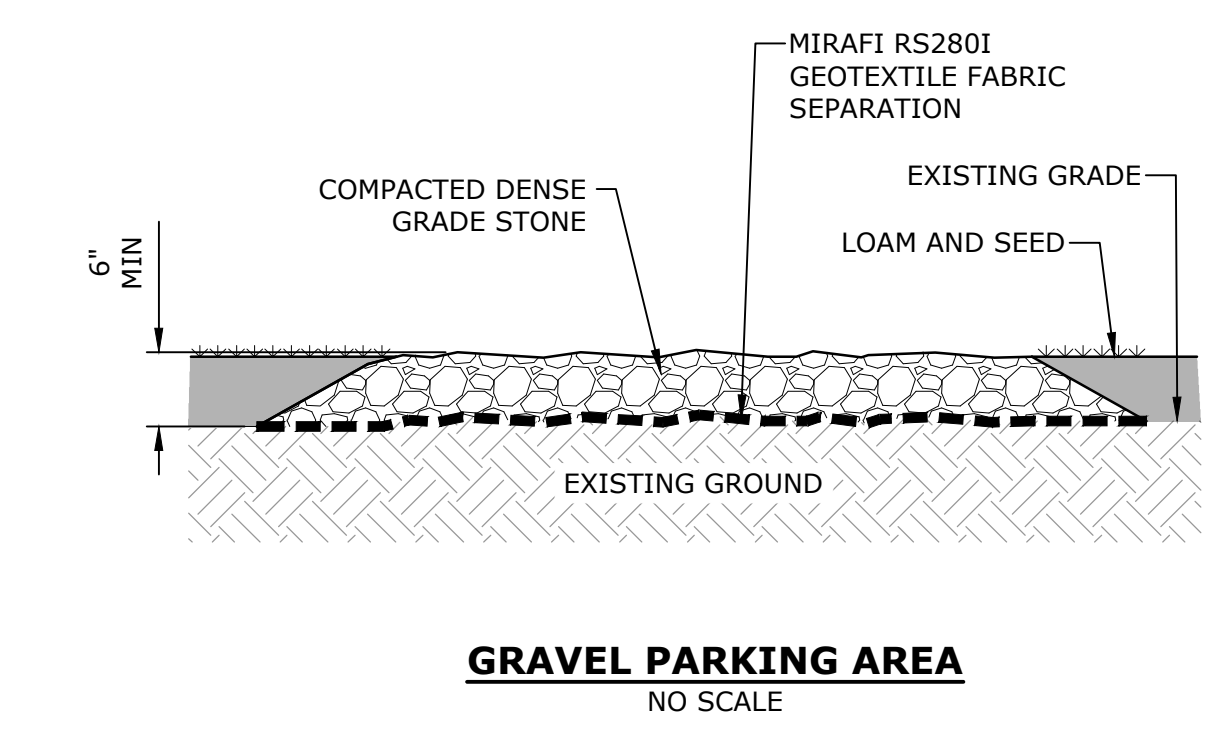 MIRAFI RS280I
GEOTEXTILE FABRIC
SEPARATION
EXISTING GRADE
COMPACTED DENSE
GRADE STONE
LOAM AND SEED
6"
MIN
EXISTING GROUND
GRAVEL PARKING AREA
NO SCALE